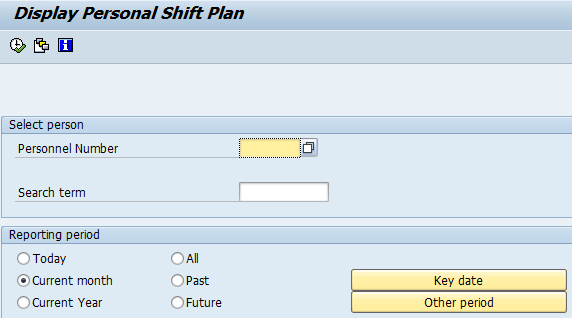 Display Personal Shift Plan
Select person
Personnel Number
Search term
Reporting period
Today All
Current month Past Key date
Current Year Future Other period